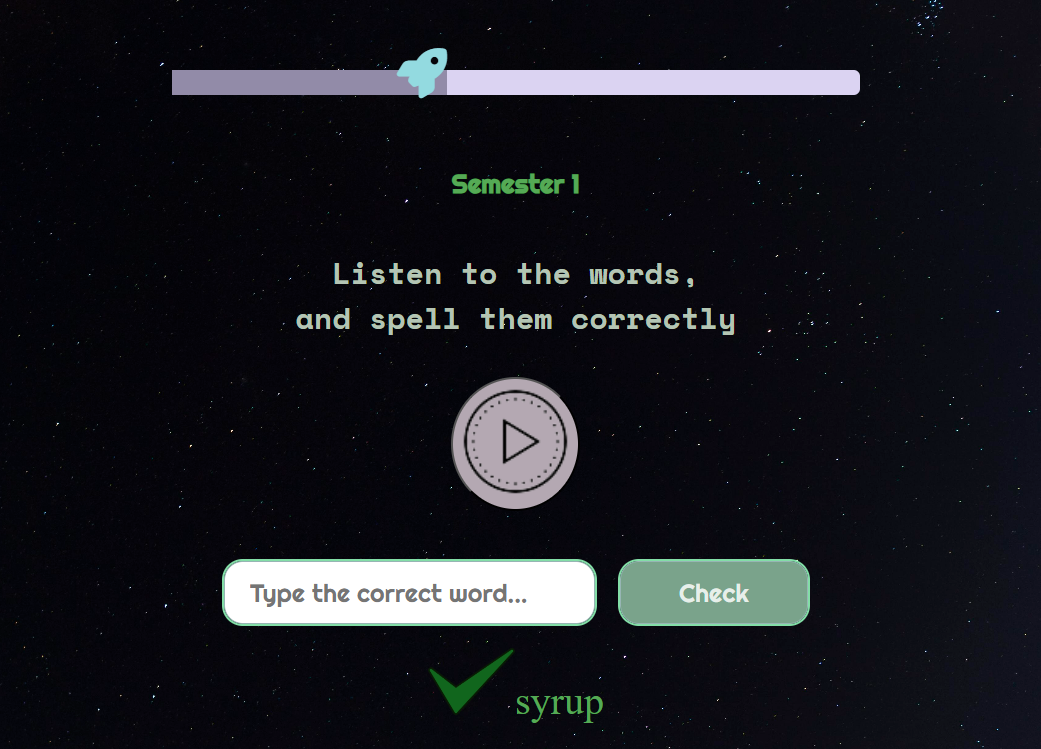 Semester 1
Listen to the words,
and spell them correctly
Type the correct word...
Check
syrup